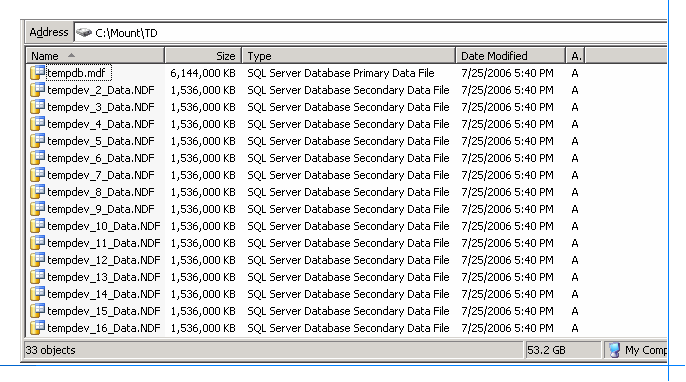 Address C:\Mount\TD
Name Size Type Date Modified A.
tempdb.mdf 6,144,000 KB SQL Server Database Primary Data File 7/25/2006 5:40 PM A
tempdev_2_Data.NDF 1,536,000 KB SQL Server Database Secondary Data File 7/25/2006 5:40 PM A
tempdev_3_Data.NDF 1,536,000 KB SQL Server Database Secondary Data File 7/25/2006 5:40 PM A
tempdev_4_Data.NDF 1,536,000 KB SQL Server Database Secondary Data File 7/25/2006 5:40 PM A
tempdev_5_Data.NDF 1,536,000 KB SQL Server Database Secondary Data File 7/25/2006 5:40 PM A
tempdev_6_Data.NDF 1,536,000 KB SQL Server Database Secondary Data File 7/25/2006 5:40 PM A
tempdev_7_Data.NDF 1,536,000 KB SQL Server Database Secondary Data File 7/25/2006 5:40 PM A
tempdev_8_Data.NDF 1,536,000 KB SQL Server Database Secondary Data File 7/25/2006 5:40 PM A
tempdev_9_Data.NDF 1,536,000 KB SQL Server Database Secondary Data File 7/25/2006 5:40 PM A
tempdev_10_Data.NDF 1,536,000 KB SQL Server Database Secondary Data File 7/25/2006 5:40 PM A
tempdev_11_Data.NDF 1,536,000 KB SQL Server Database Secondary Data File 7/25/2006 5:40 PM A
tempdev_12_Data.NDF 1,536,000 KB SQL Server Database Secondary Data File 7/25/2006 5:40 PM A
tempdev_13_Data.NDF 1,536,000 KB SQL Server Database Secondary Data File 7/25/2006 5:40 PM A
tempdev_14_Data.NDF 1,536,000 KB SQL Server Database Secondary Data File 7/25/2006 5:40 PM A
tempdev_15_Data.NDF 1,536,000 KB SQL Server Database Secondary Data File 7/25/2006 5:40 PM A
tempdev_16_Data.NDF 1,536,000 KB SQL Server Database Secondary Data File 7/25/2006 5:40 PM A
33 objects 53.2 GB My Comp